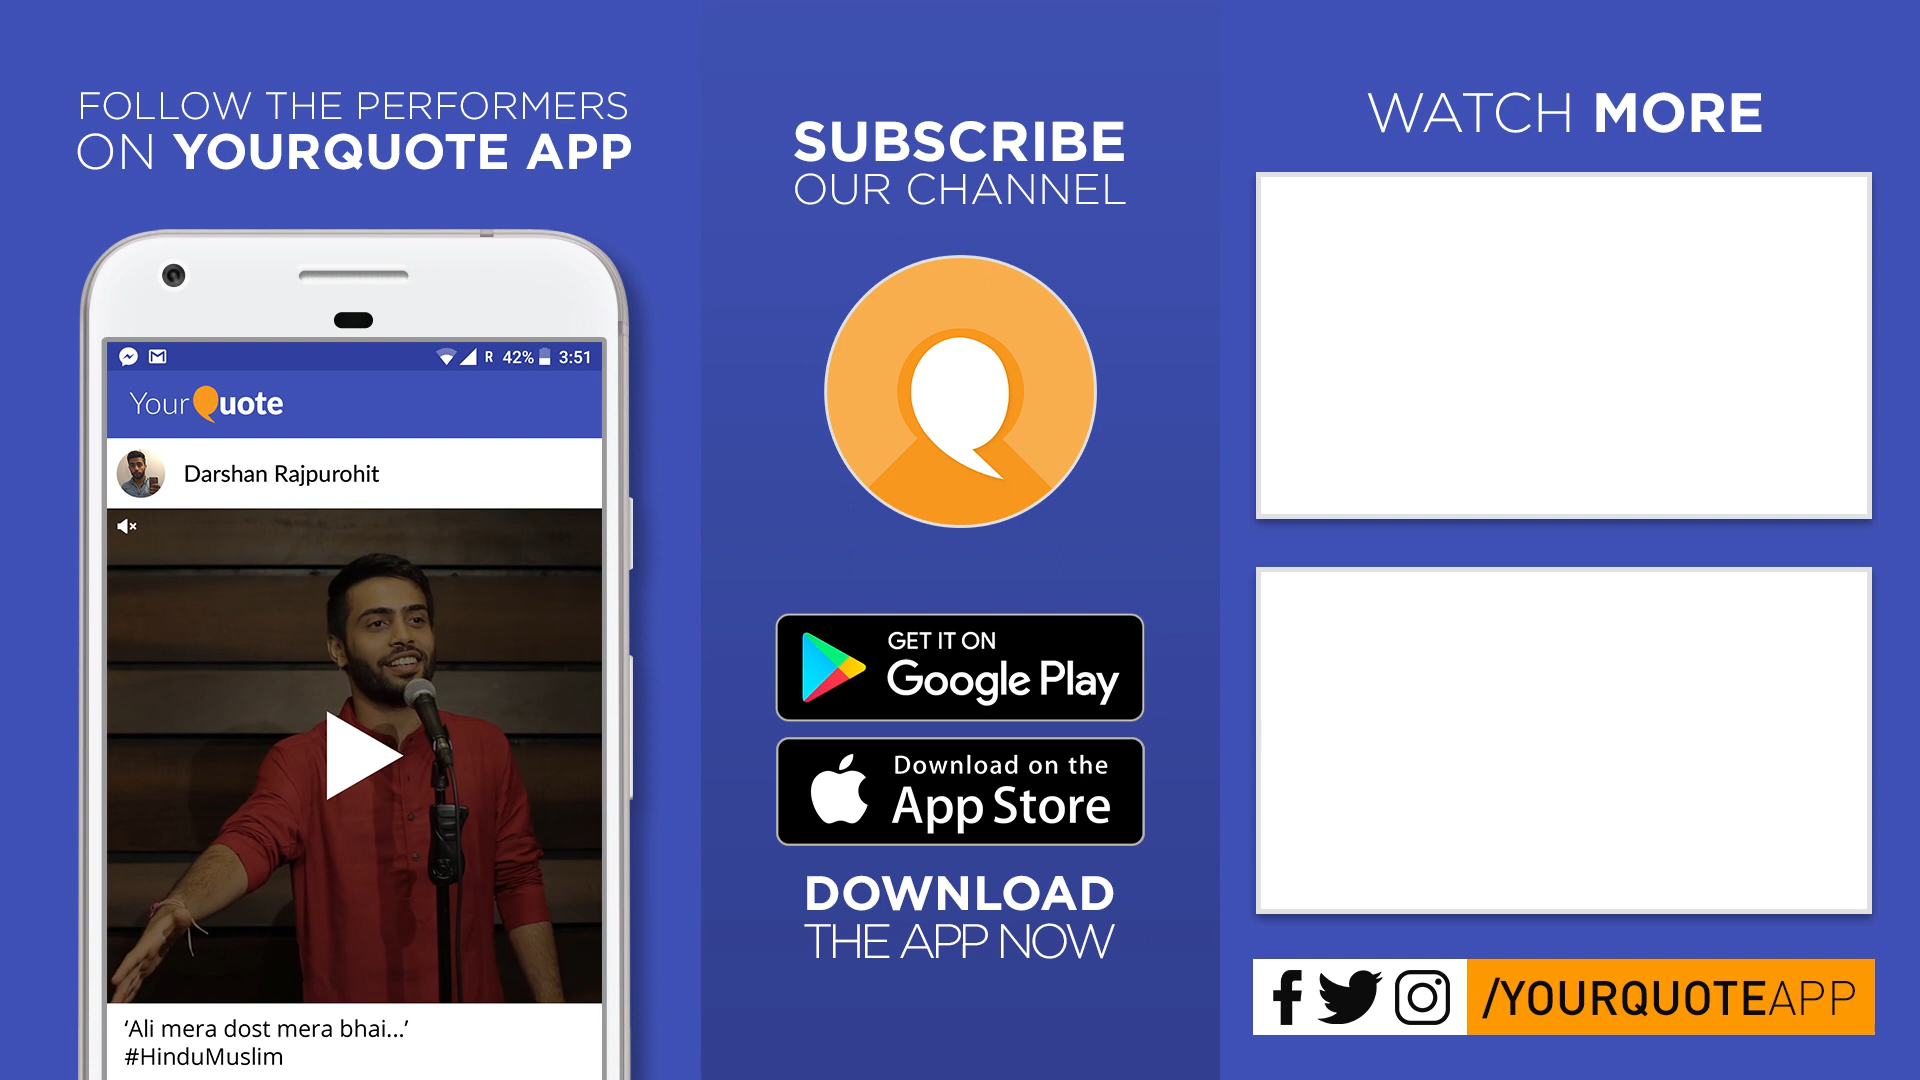 FOLLOW THE PERFORMERS
ON YOURQUOTE APP
R 42% 3:51
YourQuote
Darshan Rajpurohit
‘Ali mera dost mera bhai...’
#HinduMuslim
SUBSCRIBE
OUR CHANNEL
GET IT ON
Google Play
Download on the
App Store
DOWNLOAD
THE APP NOW
WATCH MORE
/YOURQUOTEAPP